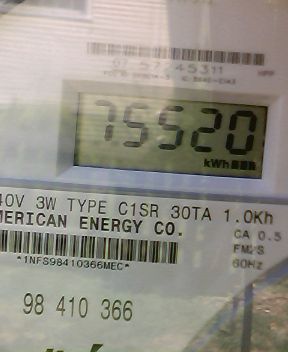 75520
kWh
40V 3W TYPE C1SR 30TA 1.0Kh
MERICAN ENERGY CO.
CA 0.5
FM2S
60Hz
*1NFS98410366MEC*
98 410 366